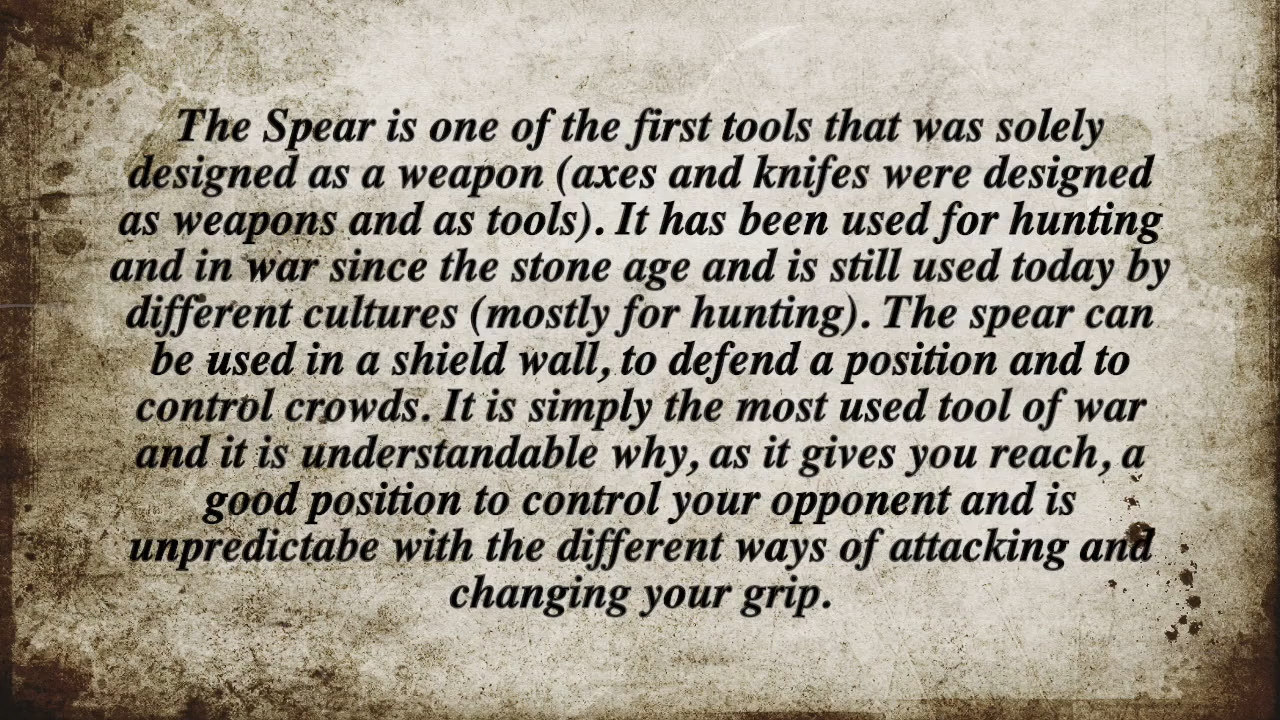 The Spear is one of the first tools that was solely
designed as a weapon (axes and knifes were designed
as weapons and as tools). It has been used for hunting
and in war since the stone age and is still used today by
different cultures (mostly for hunting). The spear can
be used in a shield wall, to defend a position and to
control crowds. It is simply the most used tool of war
and it is understandable why, as it gives you reach, a
good position to control your opponent and is
unpredictabe with the different ways of attacking and
changing your grip.